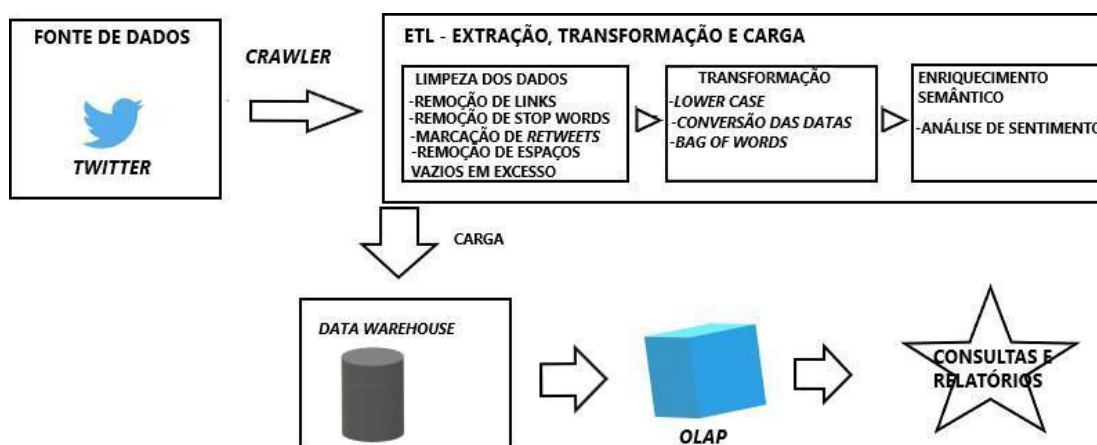 FONTE DE DADOS
TWITTER
CRAWLER
ETL - EXTRAÇÃO, TRANSFORMAÇÃO E CARGA
LIMPEZA DOS DADOS
-REMOÇÃO DE LINKS
-REMOÇÃO DE STOP WORDS
-MARCAÇÃO DE RETWEETS
-REMOÇÃO DE ESPAÇOS
VAZIOS EM EXCESSO
TRANSFORMAÇÃO
-LOWER CASE
-CONVERSÃO DAS DATAS
-BAG OF WORDS
ENRIQUECIMENTO
SEMÂNTICO
-ANÁLISE DE SENTIMENTO
CARGA
DATA WAREHOUSE
OLAP
CONSULTAS E
RELATÓRIOS